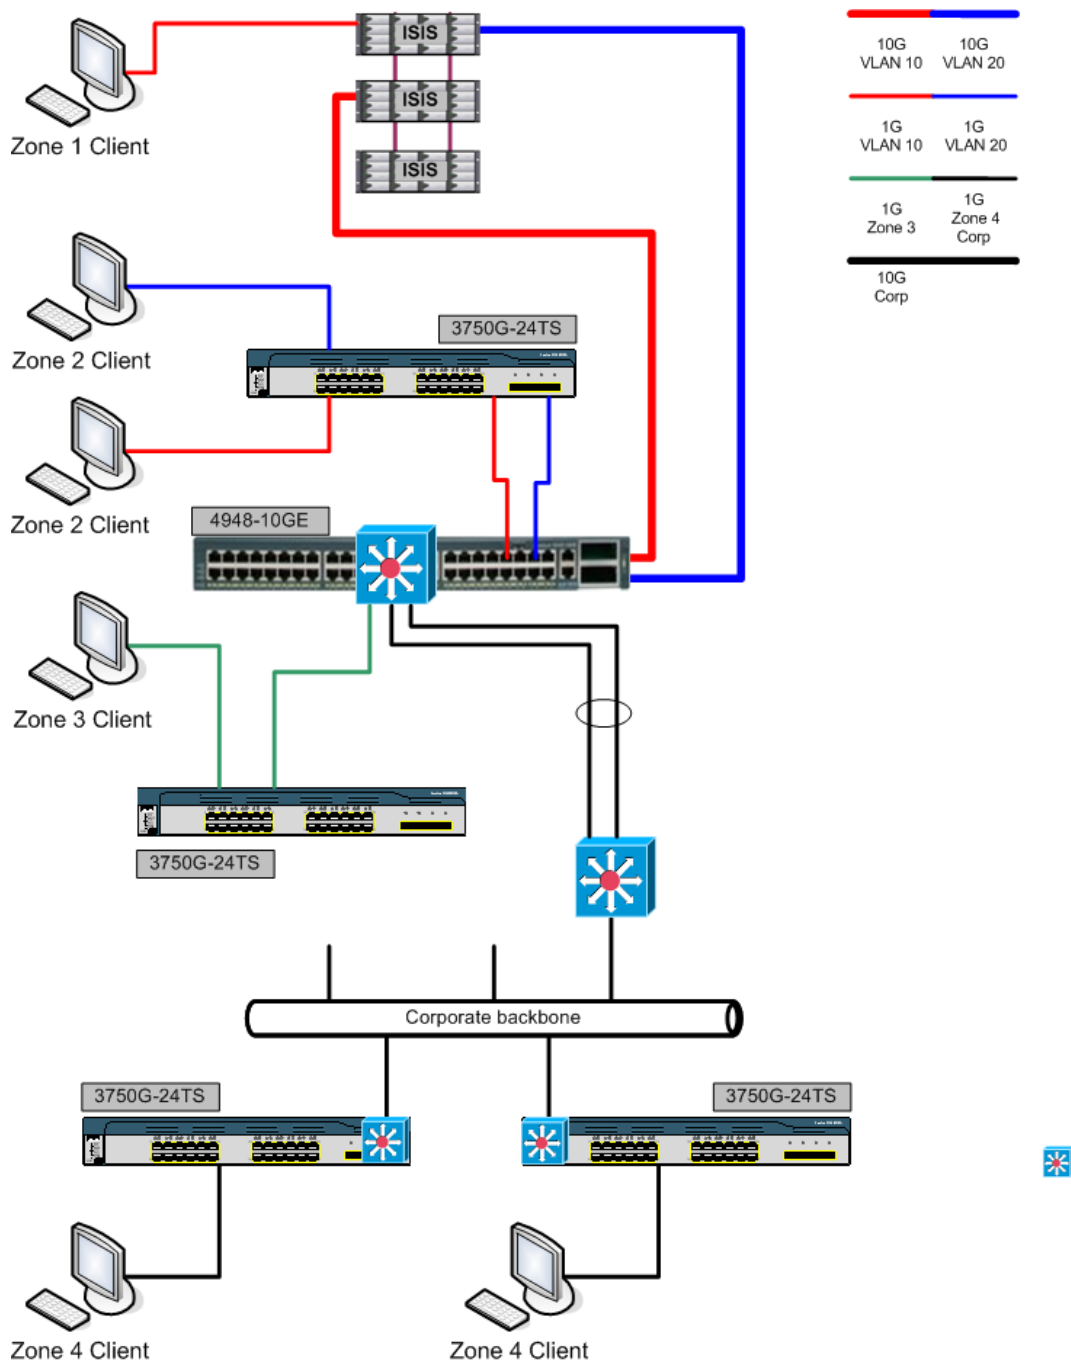 ISIS
ISIS
ISIS
Zone 1 Client
10G
VLAN 10
10G
VLAN 20
1G
VLAN 10
1G
VLAN 20
1G
Zone 3
1G
Zone 4
Corp
10G
Corp
3750G-24TS
Zone 2 Client
Zone 2 Client
4948-10GE
Zone 3 Client
3750G-24TS
Corporate backbone
3750G-24TS
3750G-24TS
Zone 4 Client
Zone 4 Client